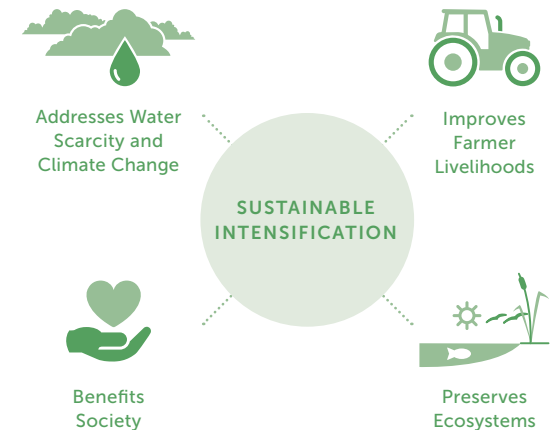 Addresses Water
Scarcity and
Climate Change
Improves
Farmer
Livelihoods
SUSTAINABLE
INTENSIFICATION
Benefits
Society
Preserves
Ecosystems